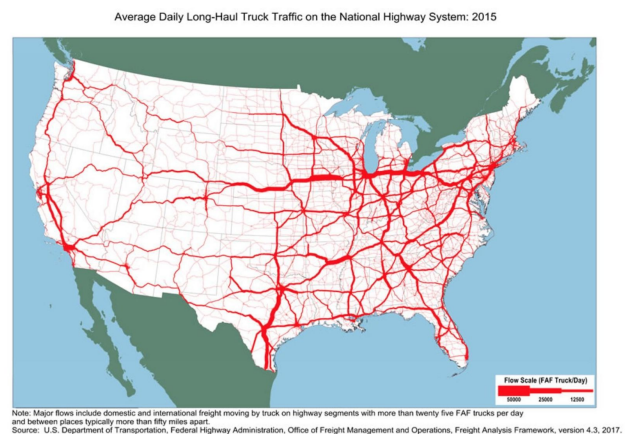 Average Daily Long-Haul Truck Traffic on the National Highway System: 2015
Flow Scale (FAF Truck/Day)
50000 25000 12500
Note: Major flows include domestic and international freight moving by truck on highway segments with more than twenty five FAF trucks per day
and between places typically more than fifty miles apart.
Source: U.S. Department of Transportation, Federal Highway Administration, Office of Freight Management and Operations, Freight Analysis Framework, version 4.3, 2017.